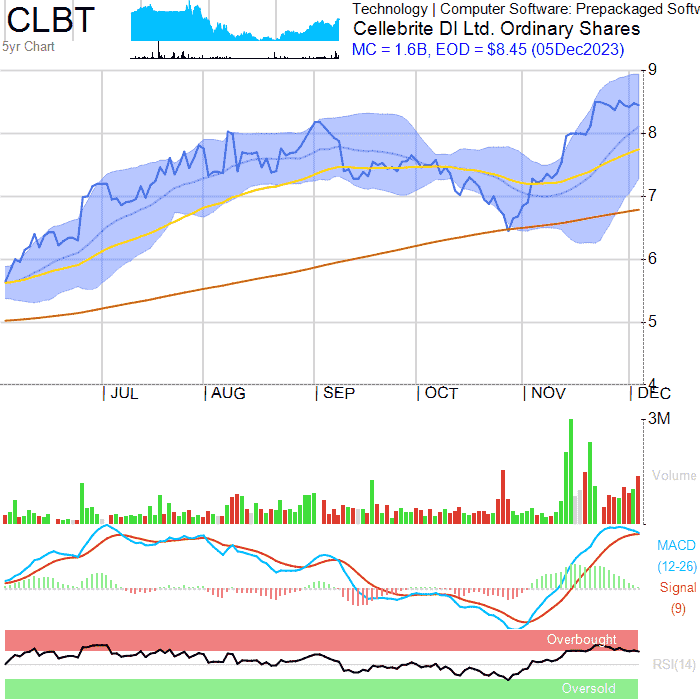 CLBT
5yr Chart
Technology | Computer Software: Prepackaged Softw
Cellebrite DI Ltd. Ordinary Shares
MC = 1.6B, EOD = $8.45 (05Dec2023)
9
8
7
6
5
4
JUL
AUG
SEP
OCT
NOV
DEC
3M
Volume
MACD
(12-26)
Signal
(9)
Overbought
RSI(14)
Oversold